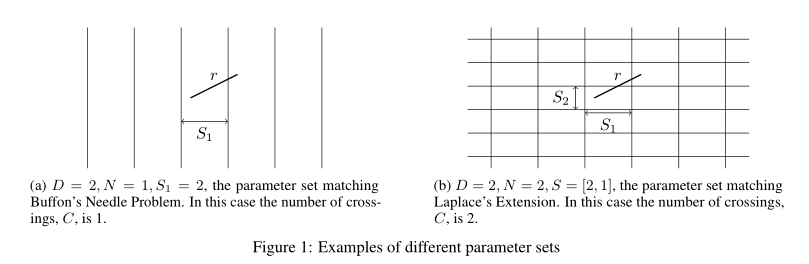 r
S₁
r
S₂
S₁
(a) D = 2, N = 1, S₁ = 2, the parameter set matching
Buffon's Needle Problem. In this case the number of cross-
ings, C, is 1.
(b) D = 2, N = 2, S = [2, 1], the parameter set matching
Laplace's Extension. In this case the number of crossings,
C, is 2.
Figure 1: Examples of different parameter sets